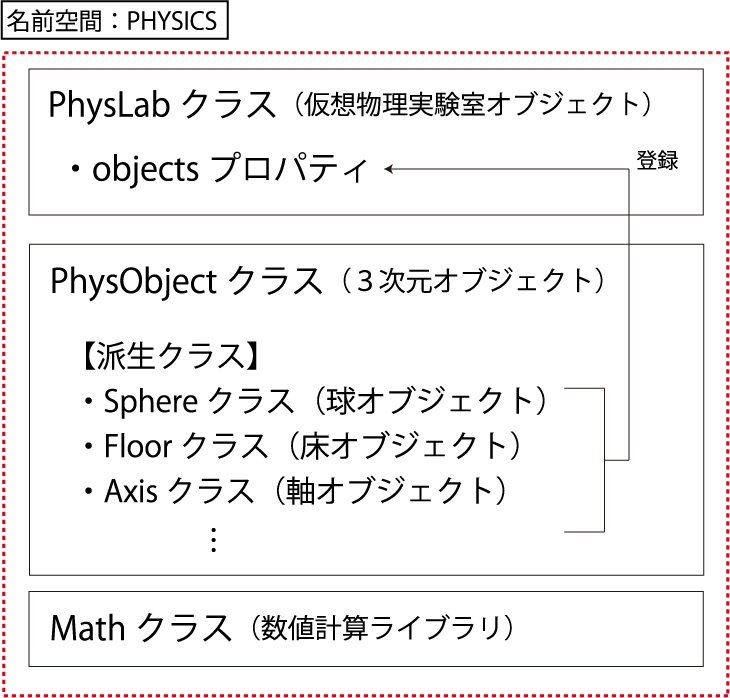 名前空間：PHYSICS
PhysLab クラス（仮想物理実験室オブジェクト）
・objects プロパティ
登録
PhysObject クラス（３次元オブジェクト）
【派生クラス】
・Sphere クラス（球オブジェクト）
・Floor クラス（床オブジェクト）
・Axis クラス（軸オブジェクト）
⋮
Math クラス（数値計算ライブラリ）